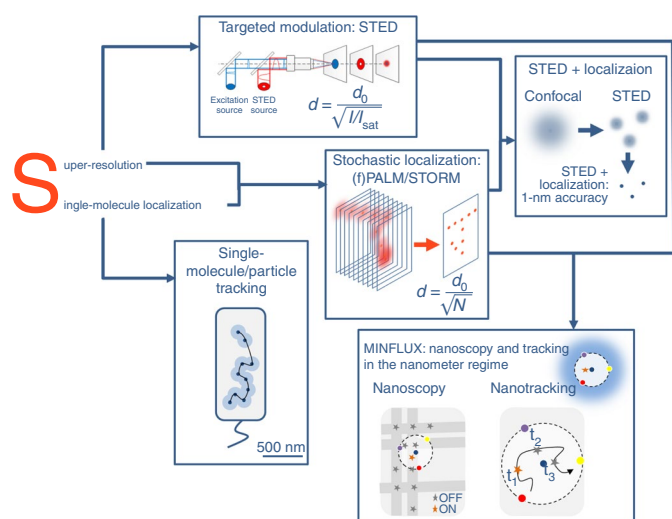 Targeted modulation: STED
Excitation
source
STED
source
d = d₀ / √I/Iₛₐₜ
STED + localizaion
Confocal
STED
STED +
localization:
1-nm accuracy
S
uper-resolution
ingle-molecule localization
Stochastic localization:
(f)PALM/STORM
d = d₀ / √N
Single-
molecule/particle
tracking
500 nm
MINFLUX: nanoscopy and tracking
in the nanometer regime
Nanoscopy
Nanotracking
OFF
ON
t₂
t₁
t₃